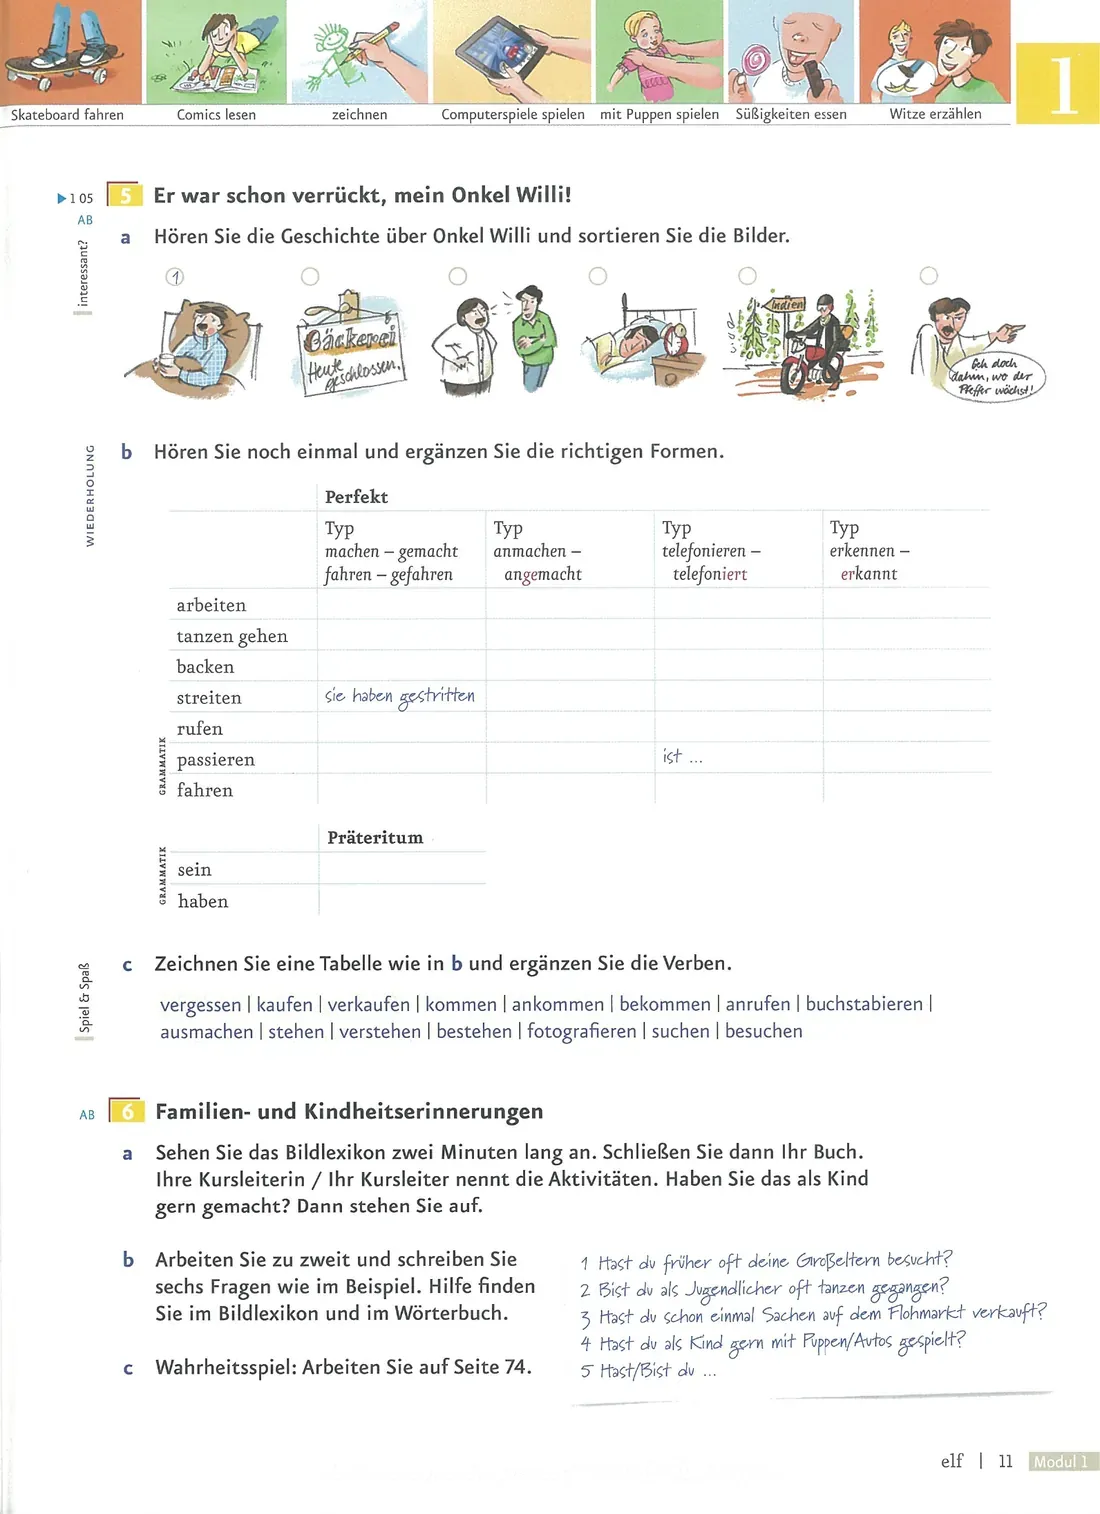 Skateboard fahren
Comics lesen
zeichnen
Computerspiele spielen
mit Puppen spielen
Süßigkeiten essen
Witze erzählen
1
▶ 1 05
AB
interessant?
5 Er war schon verrückt, mein Onkel Willi!
a Hören Sie die Geschichte über Onkel Willi und sortieren Sie die Bilder.
1
Bäckerei
Heute geschlossen.
Indien
Geh doch
dahin, wo der
Pfeffer wächst!
WIEDERHOLUNG
b Hören Sie noch einmal und ergänzen Sie die richtigen Formen.
Perfekt
Typ
machen – gemacht
fahren – gefahren
Typ
anmachen –
angemacht
Typ
telefonieren –
telefoniert
Typ
erkennen –
erkannt
arbeiten
tanzen gehen
backen
streiten sie haben gestritten
rufen
passieren ist ...
fahren
GRAMMATIK
Präteritum
sein
haben
GRAMMATIK
Spiel & Spaß
c Zeichnen Sie eine Tabelle wie in b und ergänzen Sie die Verben.
vergessen | kaufen | verkaufen | kommen | ankommen | bekommen | anrufen | buchstabieren |
ausmachen | stehen | verstehen | bestehen | fotografieren | suchen | besuchen
AB
6 Familien- und Kindheitserinnerungen
a Sehen Sie das Bildlexikon zwei Minuten lang an. Schließen Sie dann Ihr Buch.
Ihre Kursleiterin / Ihr Kursleiter nennt die Aktivitäten. Haben Sie das als Kind
gern gemacht? Dann stehen Sie auf.
b Arbeiten Sie zu zweit und schreiben Sie
sechs Fragen wie im Beispiel. Hilfe finden
Sie im Bildlexikon und im Wörterbuch.
c Wahrheitsspiel: Arbeiten Sie auf Seite 74.
1 Hast du früher oft deine Großeltern besucht?
2 Bist du als Jugendlicher oft tanzen gegangen?
3 Hast du schon einmal Sachen auf dem Flohmarkt verkauft?
4 Hast du als Kind gern mit Puppen/Autos gespielt?
5 Hast/Bist du ...
elf | 11 Modul 1